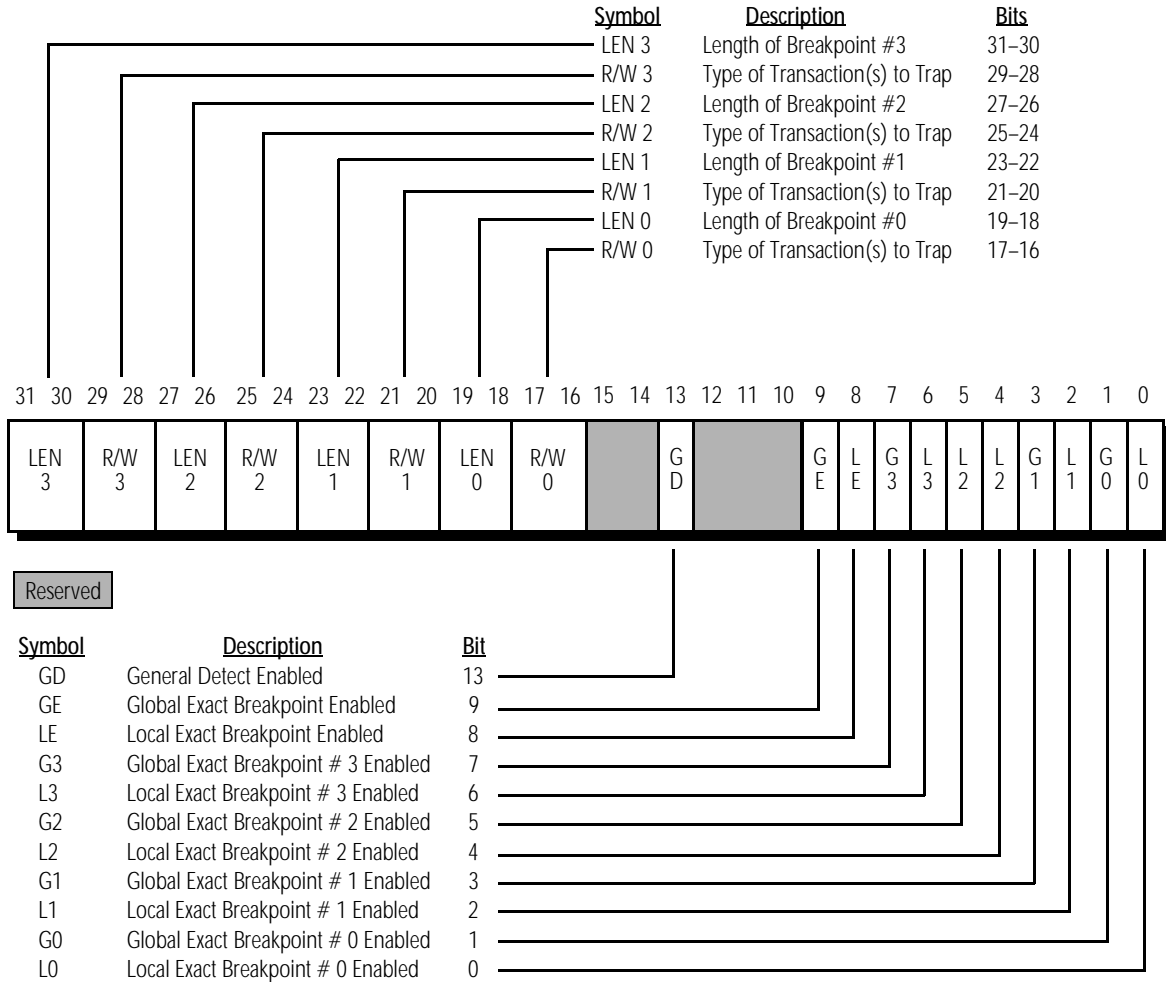 Symbol Description Bits
LEN 3 Length of Breakpoint #3 31–30
R/W 3 Type of Transaction(s) to Trap 29–28
LEN 2 Length of Breakpoint #2 27–26
R/W 2 Type of Transaction(s) to Trap 25–24
LEN 1 Length of Breakpoint #1 23–22
R/W 1 Type of Transaction(s) to Trap 21–20
LEN 0 Length of Breakpoint #0 19–18
R/W 0 Type of Transaction(s) to Trap 17–16
31 30 29 28 27 26 25 24 23 22 21 20 19 18 17 16 15 14 13 12 11 10 9 8 7 6 5 4 3 2 1 0
LEN R/W LEN R/W LEN R/W LEN R/W G G L G L L L G L G L
3 3 2 2 1 1 0 0 D E E 3 3 2 2 1 1 0 0
Reserved
Symbol Description Bit
GD General Detect Enabled 13
GE Global Exact Breakpoint Enabled 9
LE Local Exact Breakpoint Enabled 8
G3 Global Exact Breakpoint # 3 Enabled 7
L3 Local Exact Breakpoint # 3 Enabled 6
G2 Global Exact Breakpoint # 2 Enabled 5
L2 Local Exact Breakpoint # 2 Enabled 4
G1 Global Exact Breakpoint # 1 Enabled 3
L1 Local Exact Breakpoint # 1 Enabled 2
G0 Global Exact Breakpoint # 0 Enabled 1
L0 Local Exact Breakpoint # 0 Enabled 0